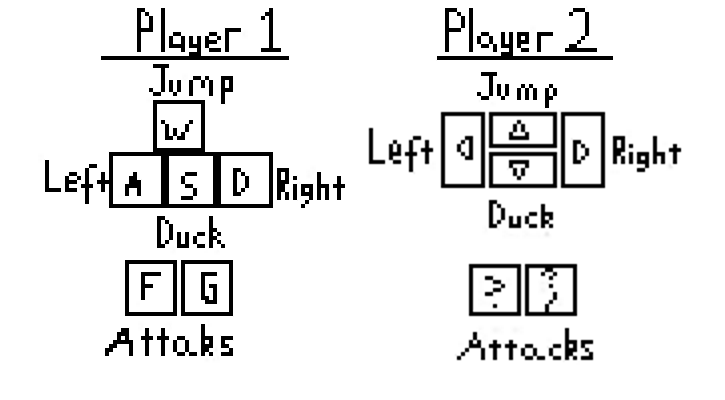 Player 1
Jump
W
Left A S D Right
Duck
F G
Attaks
Player 2
Jump
Left Right
Duck
?
Attacks